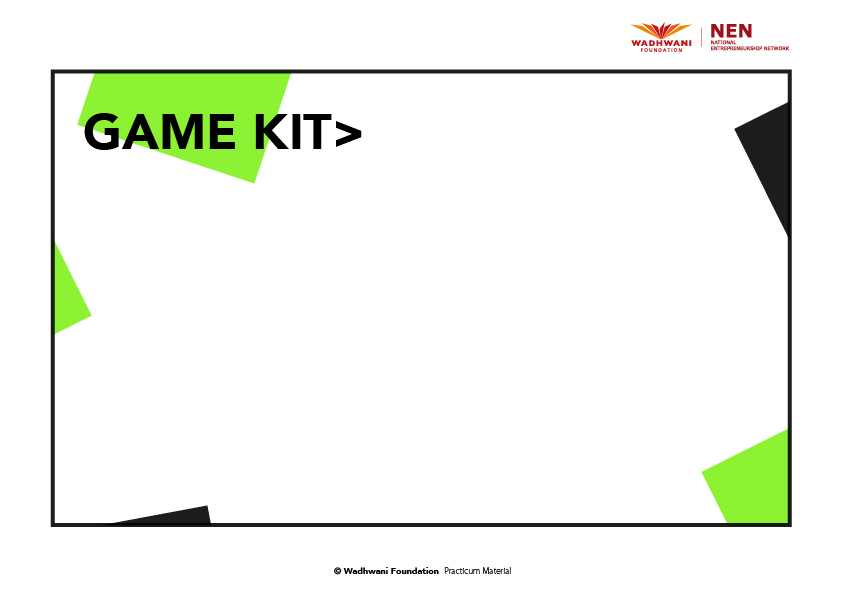 WADHWANI
FOUNDATION
NEN
NATIONAL
ENTREPRENEURSHIP NETWORK
GAME KIT>
© Wadhwani Foundation Practicum Material